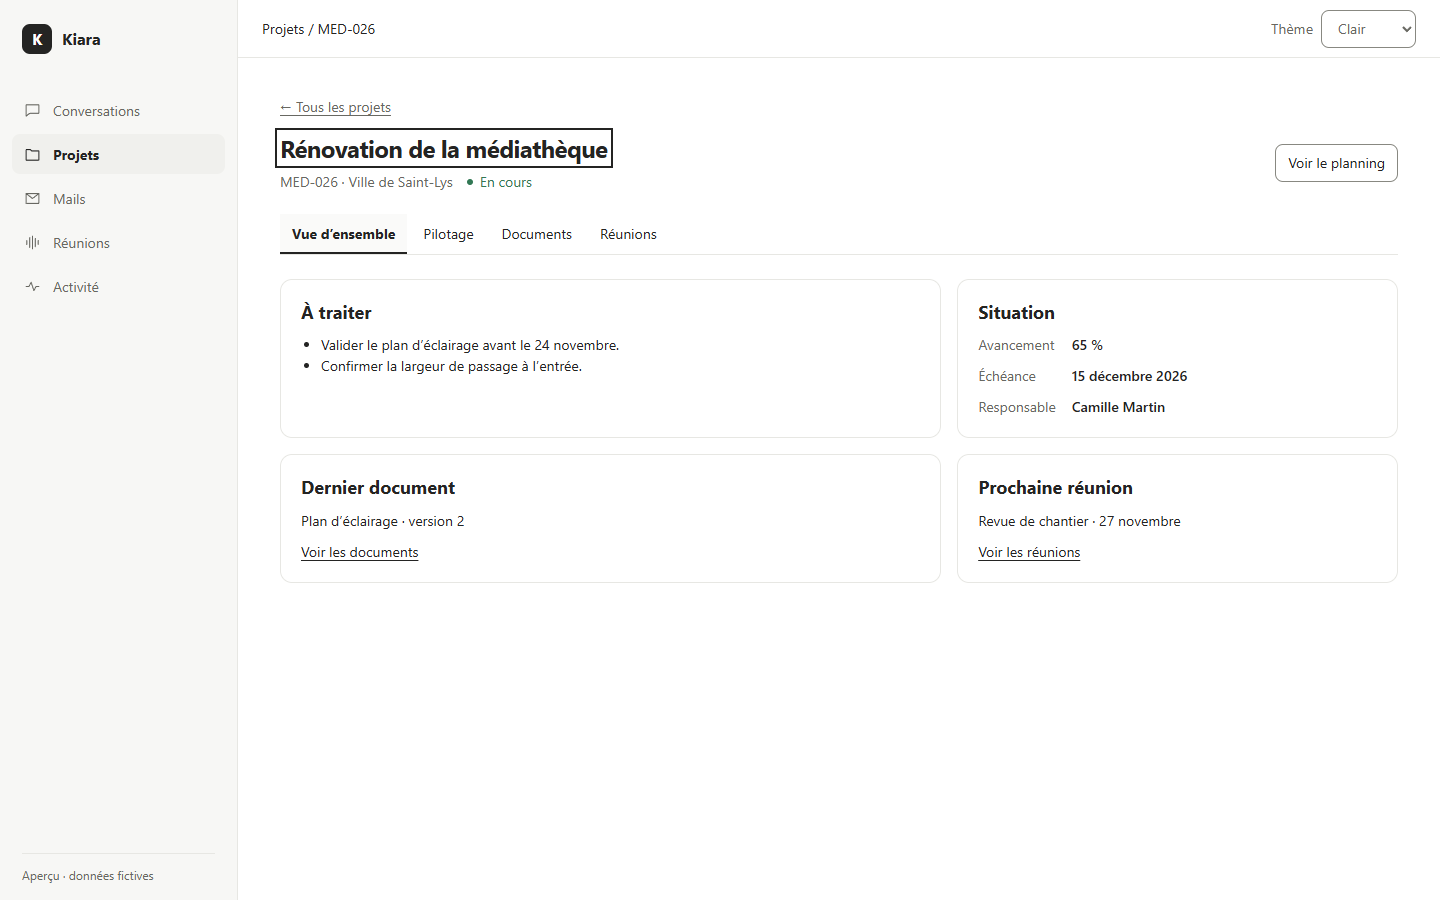 K Kiara
Conversations
Projets
Mails
Réunions
Activité
Aperçu · données fictives
Projets / MED-026
Thème Clair
← Tous les projets
Rénovation de la médiathèque
MED-026 · Ville de Saint-Lys • En cours
Voir le planning
Vue d’ensemble Pilotage Documents Réunions
À traiter
• Valider le plan d’éclairage avant le 24 novembre.
• Confirmer la largeur de passage à l’entrée.
Situation
Avancement 65 %
Échéance 15 décembre 2026
Responsable Camille Martin
Dernier document
Plan d’éclairage · version 2
Voir les documents
Prochaine réunion
Revue de chantier · 27 novembre
Voir les réunions